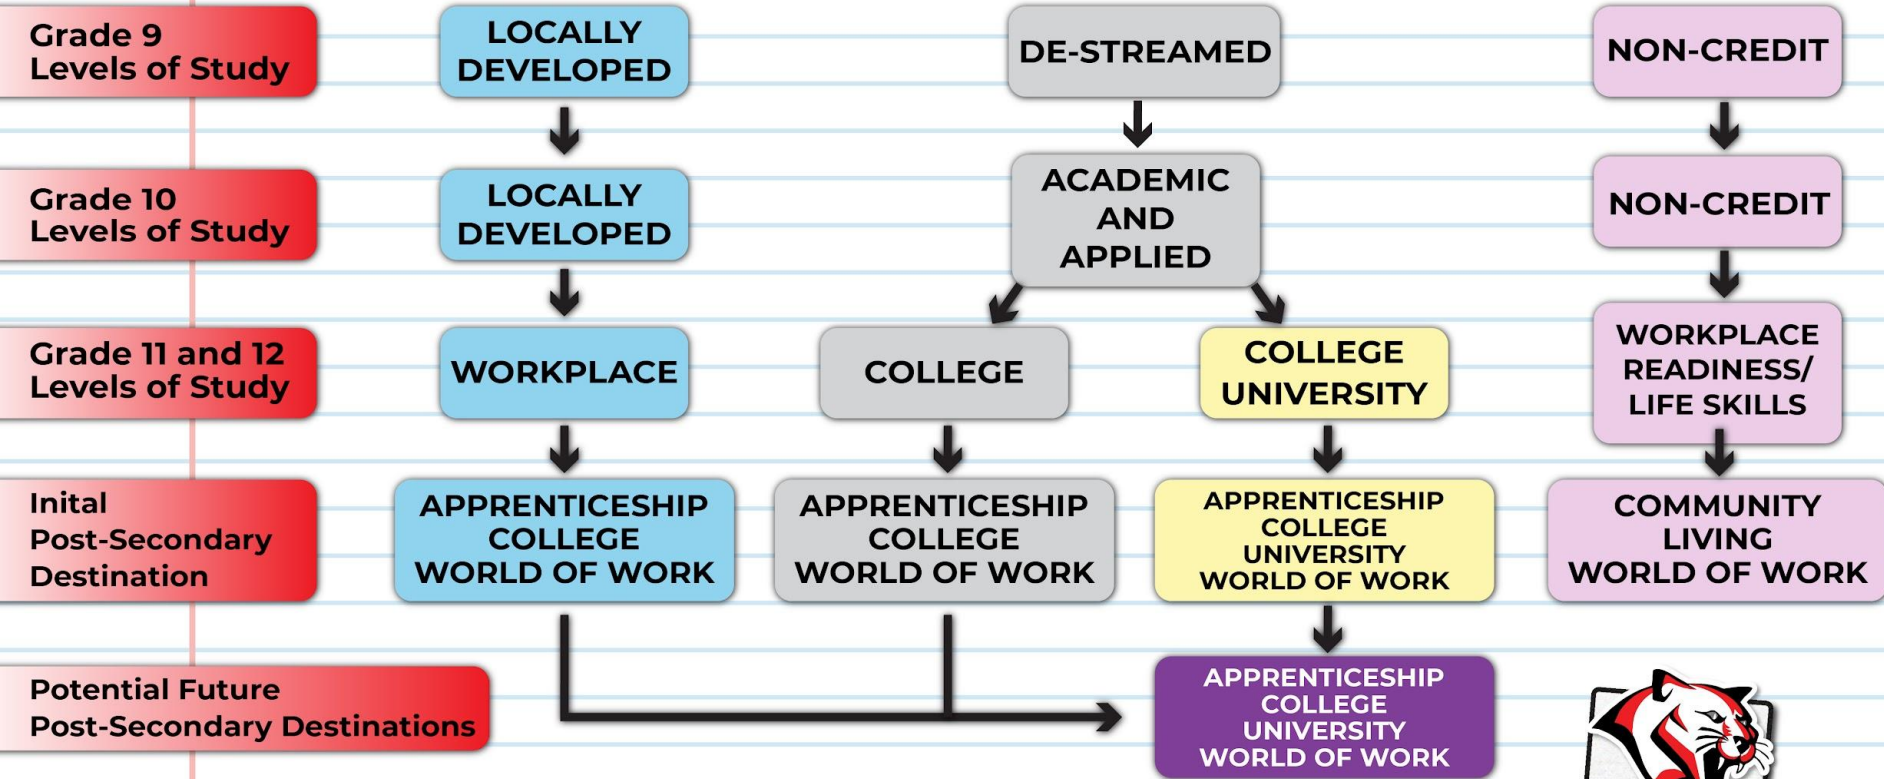 Grade 9
Levels of Study
LOCALLY
DEVELOPED
DE-STREAMED
NON-CREDIT
Grade 10
Levels of Study
LOCALLY
DEVELOPED
ACADEMIC
AND
APPLIED
NON-CREDIT
Grade 11 and 12
Levels of Study
WORKPLACE
COLLEGE
COLLEGE
UNIVERSITY
WORKPLACE
READINESS/
LIFE SKILLS
Inital
Post-Secondary
Destination
APPRENTICESHIP
COLLEGE
WORLD OF WORK
APPRENTICESHIP
COLLEGE
WORLD OF WORK
APPRENTICESHIP
COLLEGE
UNIVERSITY
WORLD OF WORK
COMMUNITY
LIVING
WORLD OF WORK
Potential Future
Post-Secondary Destinations
APPRENTICESHIP
COLLEGE
UNIVERSITY
WORLD OF WORK